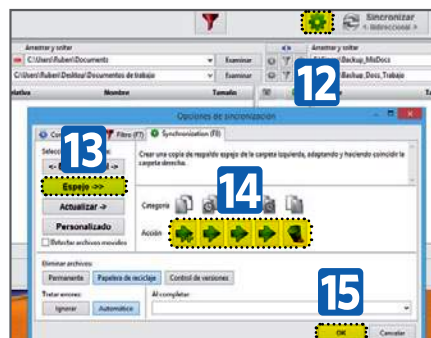 Sincronizar
< Bidireccional >
Arrastrar y soltar
Arrastrar y soltar
C:\Users\Ruben\Documents
Examinar
\Backup_MisDocs
C:\Users\Ruben\Desktop\Documentos de trabajo
Examinar
\Backup_Docs_Trabajo
12
relativa
Nombre
Tamaño
Opciones de sincronización
13
Filtro (F7)
Synchronization (F8)
Crear una copia de respaldo espejo de la carpeta izquierda, adaptando y haciendo coincidir la
carpeta derecha.
Espejo ->>
14
Actualizar ->
Categoría
Personalizado
Acción
Detectar archivos movidos
Eliminar archivos:
Permanente
Papelera de reciclaje
Control de versiones
15
Tratar errores:
Al completar
Ignorar
Automático
OK
Cancelar